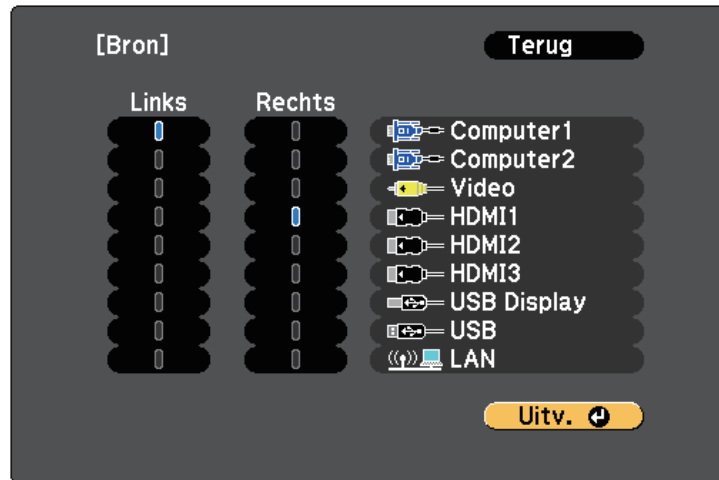 [Bron] Terug
Links Rechts
Computer1
Computer2
Video
HDMI1
HDMI2
HDMI3
USB Display
USB
LAN
Uitv.